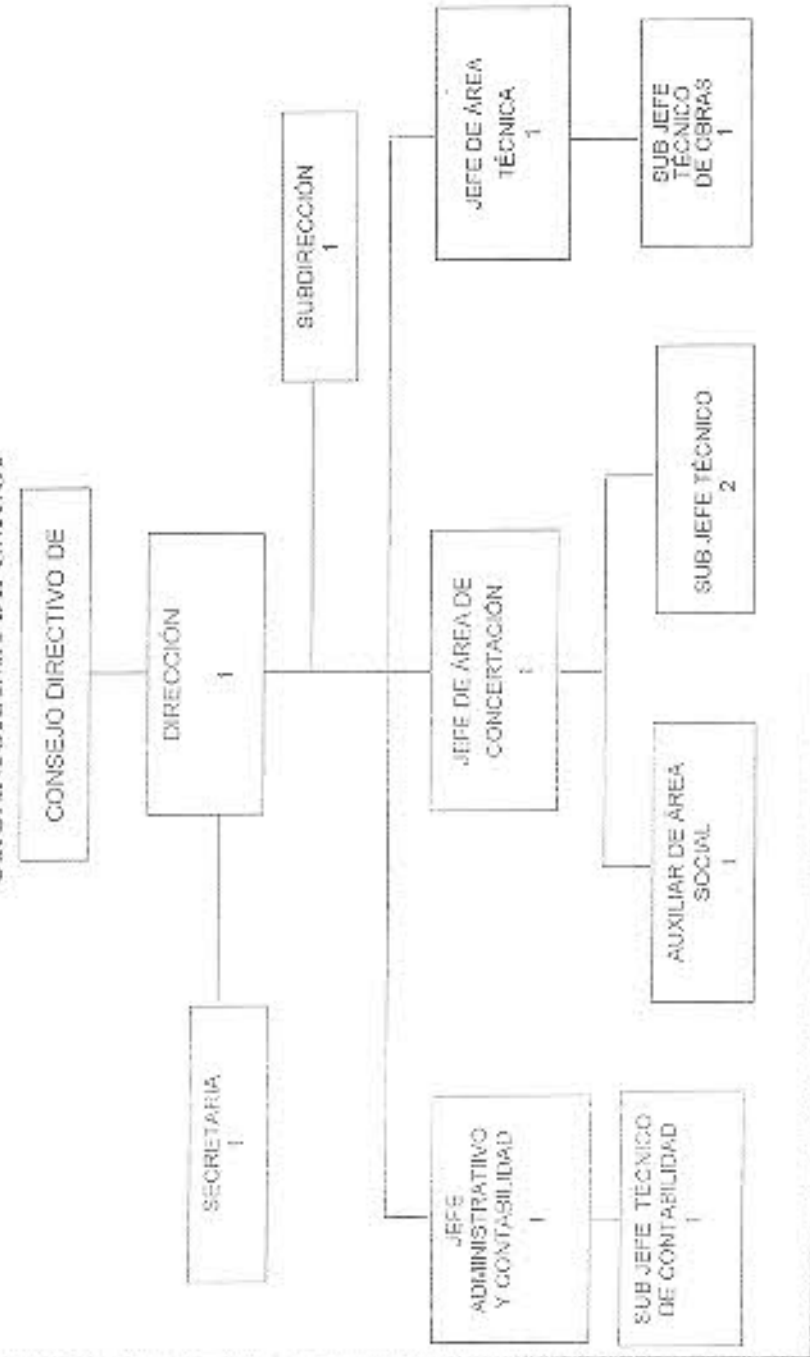 CONSEJO DIRECTIVO DE
DIRECCIÓN
1
SECRETARIA
1
SUBDIRECCIÓN
1
JEFE
ADMINISTRATIVO
Y CONTABILIDAD
1
JEFE DE ÁREA DE
CONCERTACIÓN
1
JEFE DE ÁREA
TÉCNICA
1
SUB JEFE TÉCNICO
DE CONTABILIDAD
1
AUXILIAR DE ÁREA
SOCIAL
1
SUB JEFE TÉCNICO
2
SUB JEFE
TÉCNICO
DE OBRAS
1